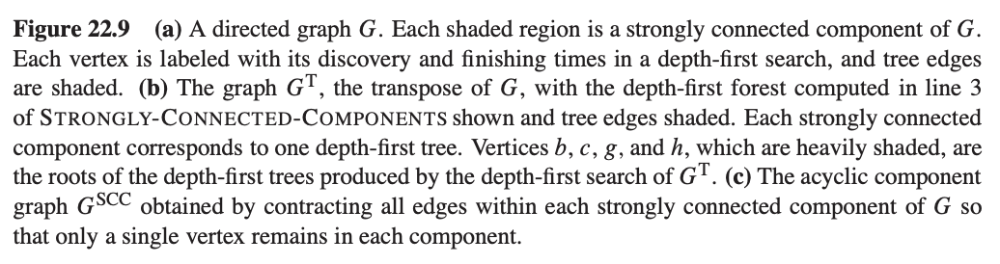 Figure 22.9 (a) A directed graph G. Each shaded region is a strongly connected component of G.
Each vertex is labeled with its discovery and finishing times in a depth-first search, and tree edges
are shaded. (b) The graph Gᵀ, the transpose of G, with the depth-first forest computed in line 3
of STRONGLY-CONNECTED-COMPONENTS shown and tree edges shaded. Each strongly connected
component corresponds to one depth-first tree. Vertices b, c, g, and h, which are heavily shaded, are
the roots of the depth-first trees produced by the depth-first search of Gᵀ. (c) The acyclic component
graph Gˢᶜᶜ obtained by contracting all edges within each strongly connected component of G so
that only a single vertex remains in each component.